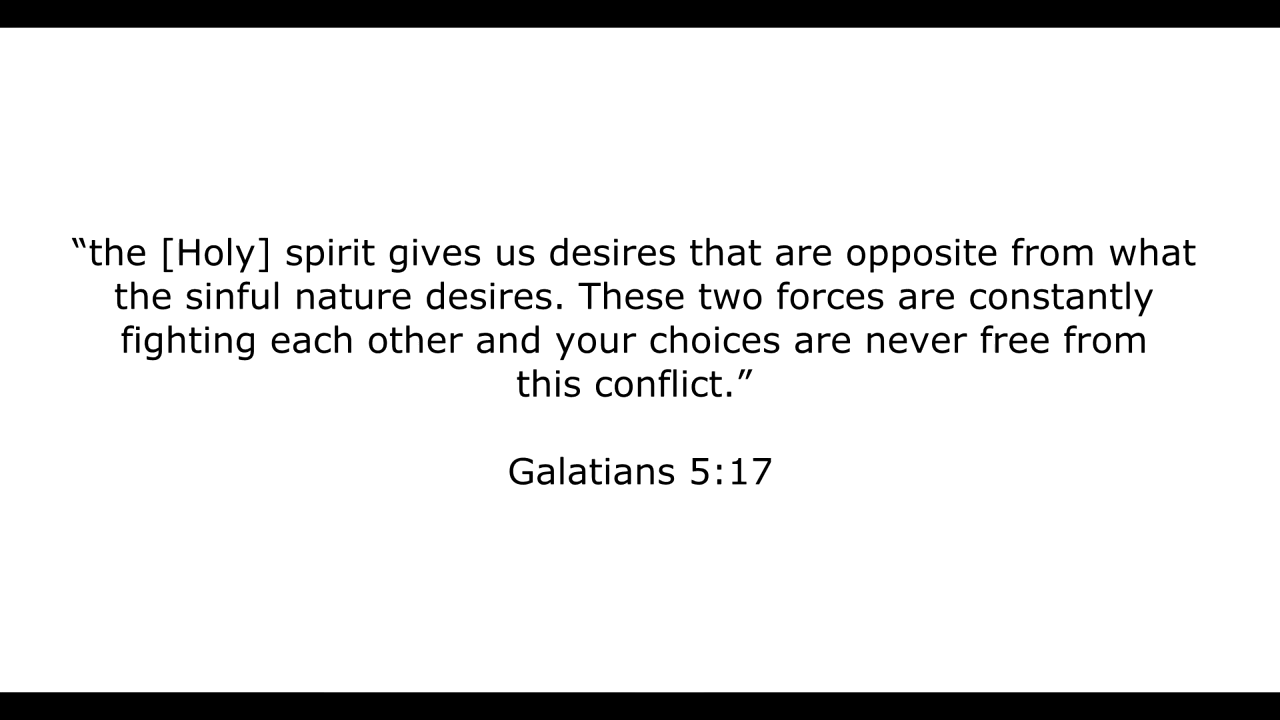 “the [Holy] spirit gives us desires that are opposite from what
the sinful nature desires. These two forces are constantly
fighting each other and your choices are never free from
this conflict.”
Galatians 5:17